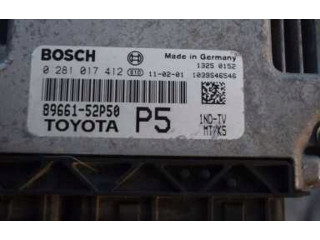 BOSCH
Made in Germany
1325 0152
0 281 017 412 610 11-02-01 1039S46546
89661-52P50
TOYOTA
P5
1ND-TV
MT/K5